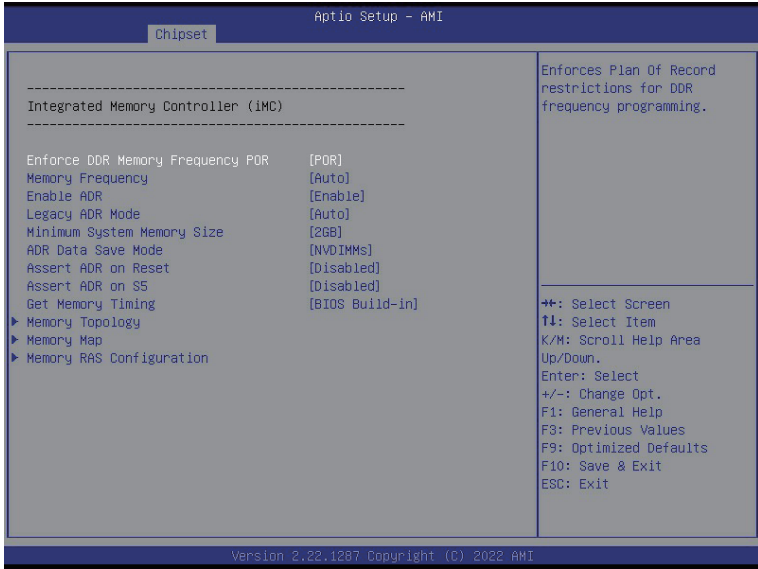 Aptio Setup – AMI
Chipset
--------------------------------------------------
Integrated Memory Controller (iMC)
--------------------------------------------------
Enforce DDR Memory Frequency POR [POR]
Memory Frequency [Auto]
Enable ADR [Enable]
Legacy ADR Mode [Auto]
Minimum System Memory Size [2GB]
ADR Data Save Mode [NVDIMMs]
Assert ADR on Reset [Disabled]
Assert ADR on S5 [Disabled]
Get Memory Timing [BIOS Build-in]
▶ Memory Topology
▶ Memory Map
▶ Memory RAS Configuration
Enforces Plan Of Record
restrictions for DDR
frequency programming.
→←: Select Screen
↑↓: Select Item
K/M: Scroll Help Area
Up/Down.
Enter: Select
+/-: Change Opt.
F1: General Help
F3: Previous Values
F9: Optimized Defaults
F10: Save & Exit
ESC: Exit
Version 2.22.1287 Copyright (C) 2022 AMI